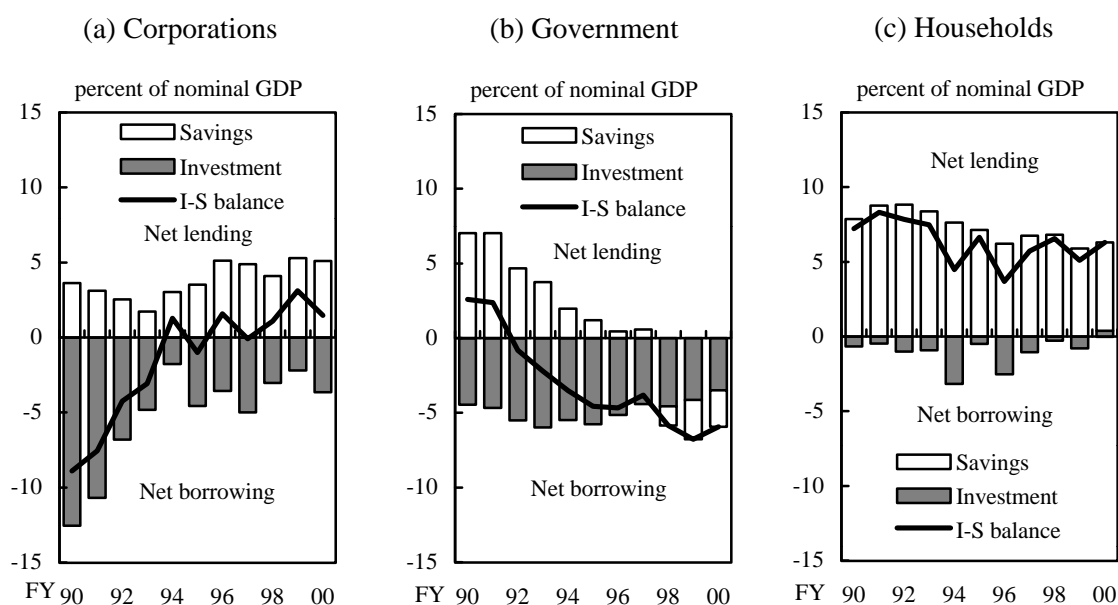 (a) Corporations
percent of nominal GDP
15
10
5
0
-5
-10
-15
Savings
Investment
I-S balance
Net lending
Net borrowing
FY 90 92 94 96 98 00
(b) Government
percent of nominal GDP
15
10
5
0
-5
-10
-15
Savings
Investment
I-S balance
Net lending
Net borrowing
FY 90 92 94 96 98 00
(c) Households
percent of nominal GDP
15
10
5
0
-5
-10
-15
Net lending
Net borrowing
Savings
Investment
I-S balance
FY 90 92 94 96 98 00